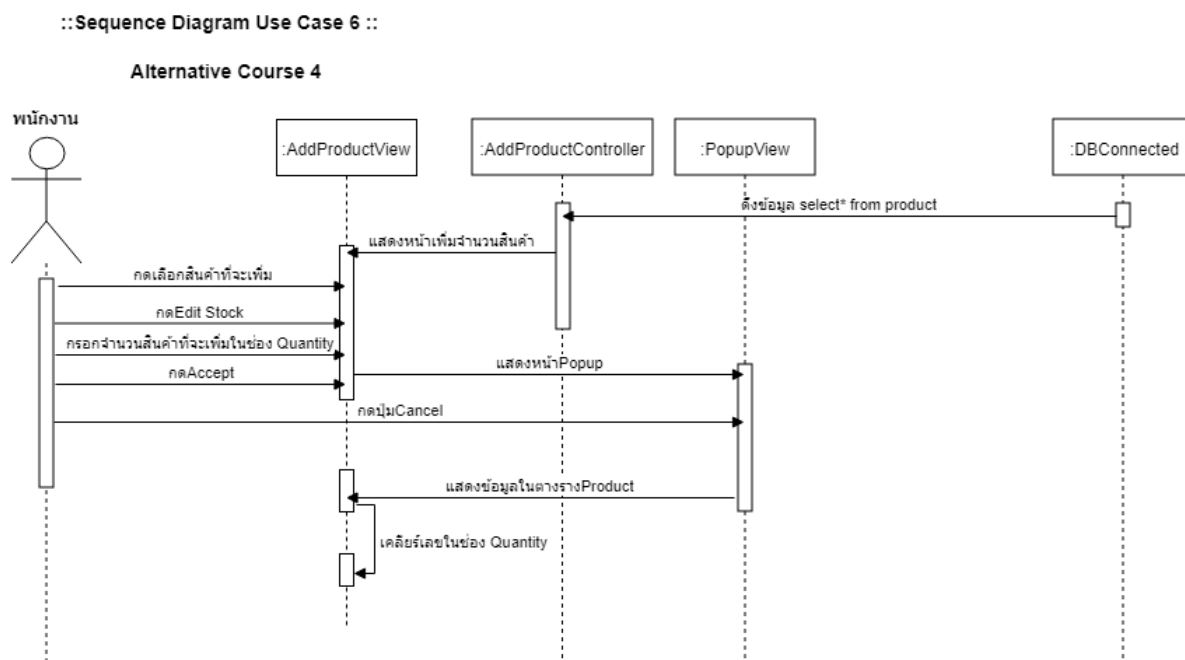 ::Sequence Diagram Use Case 6 ::
Alternative Course 4
พนักงาน
:AddProductView
:AddProductController
:PopupView
:DBConnected
ดึงข้อมูล select* from product
แสดงหน้าเพิ่มจำนวนสินค้า
กดเลือกสินค้าที่จะเพิ่ม
กดEdit Stock
กรอกจำนวนสินค้าที่จะเพิ่มในช่อง Quantity
แสดงหน้าPopup
กดAccept
กดปุ่มCancel
แสดงข้อมูลในตางรางProduct
เคลียร์เลขในช่อง Quantity